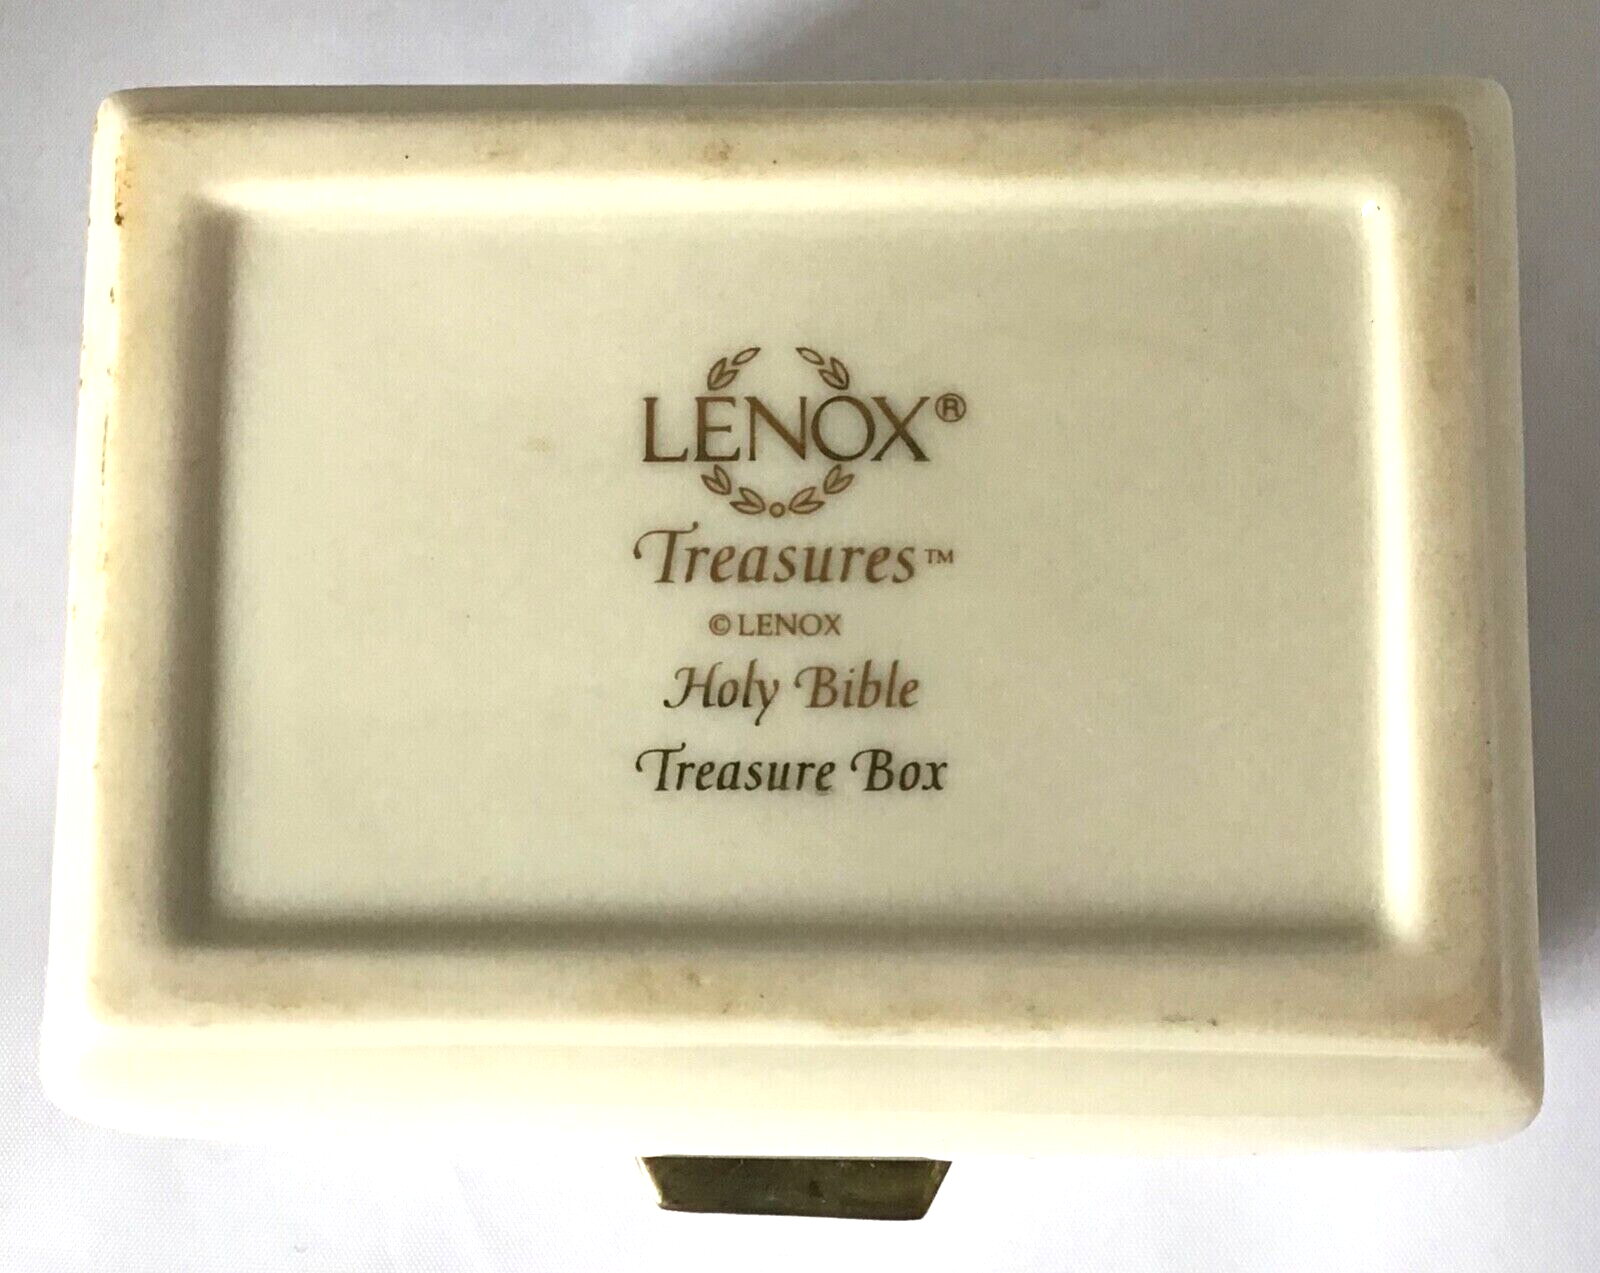 LENOX®
Treasures™
© LENOX
Holy Bible
Treasure Box